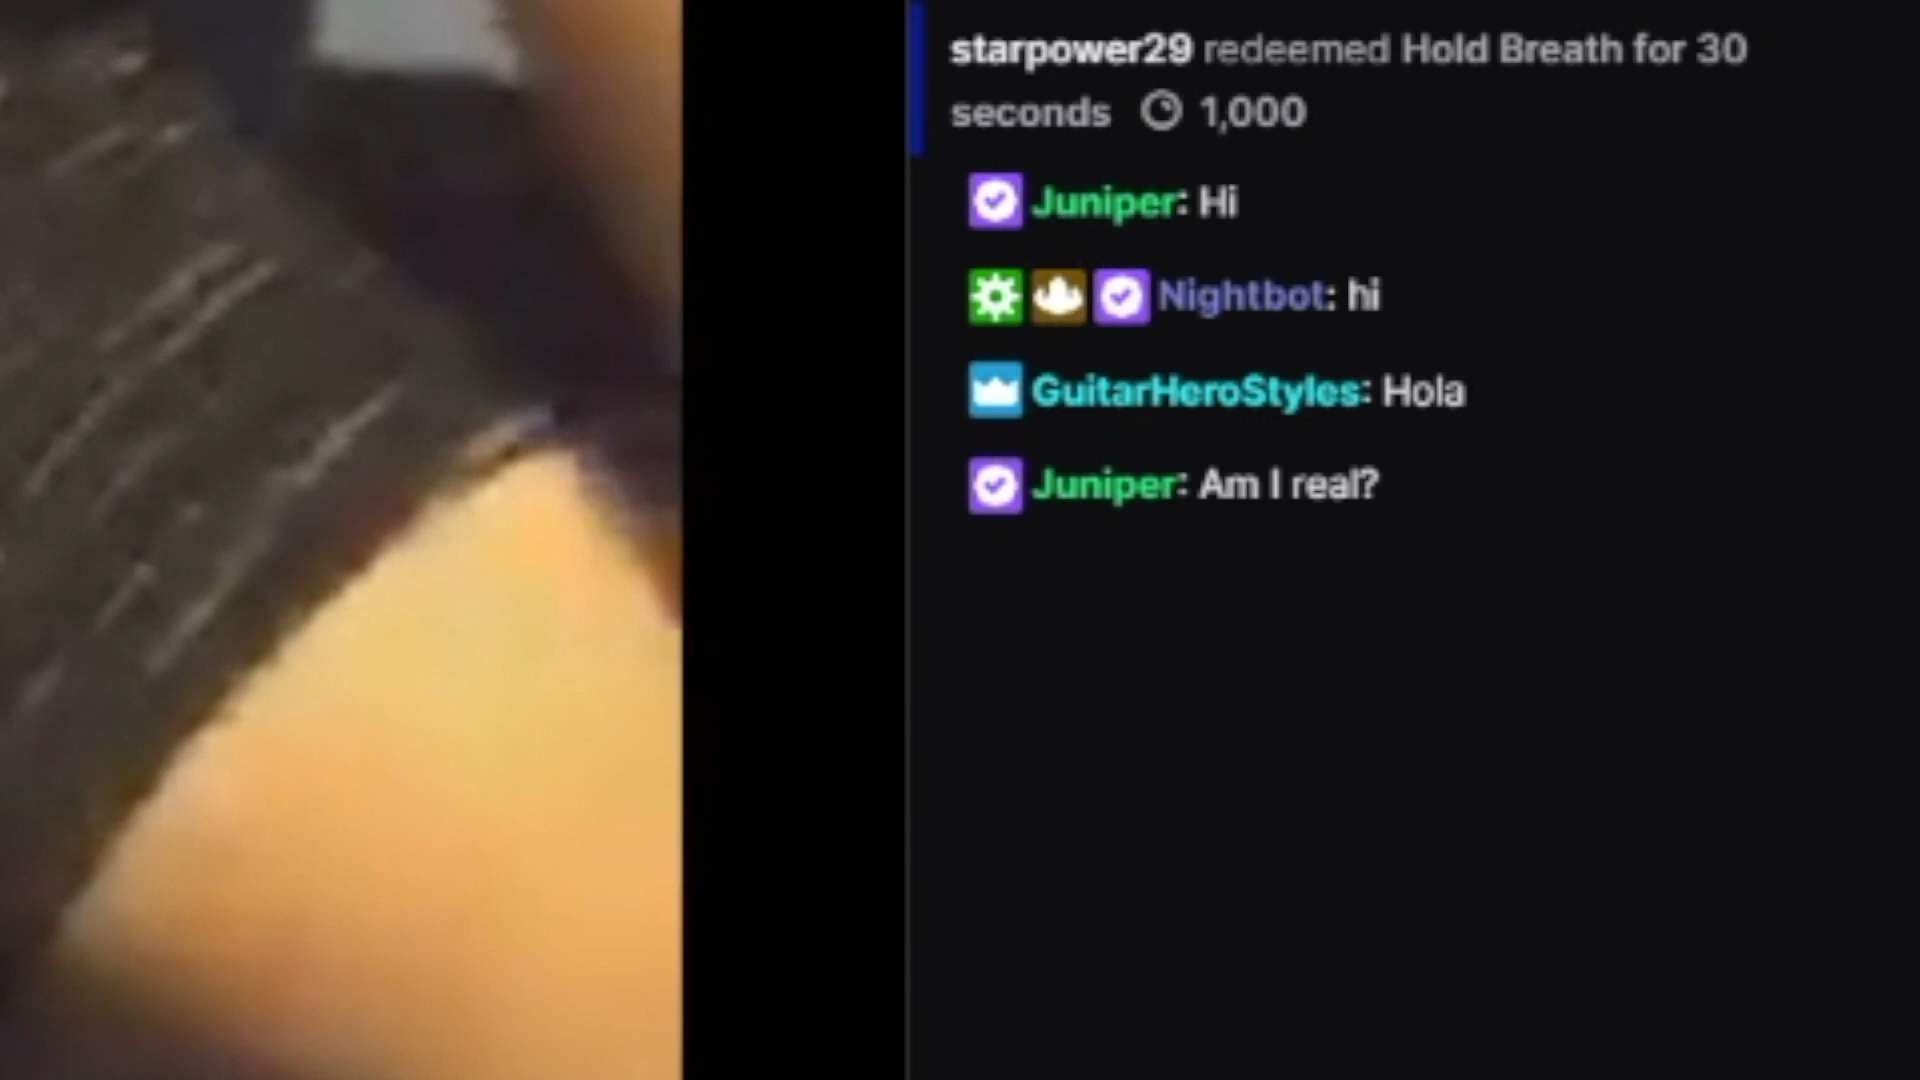 starpower29 redeemed Hold Breath for 30
seconds 1,000
Juniper: Hi
Nightbot: hi
GuitarHeroStyles: Hola
Juniper: Am I real?